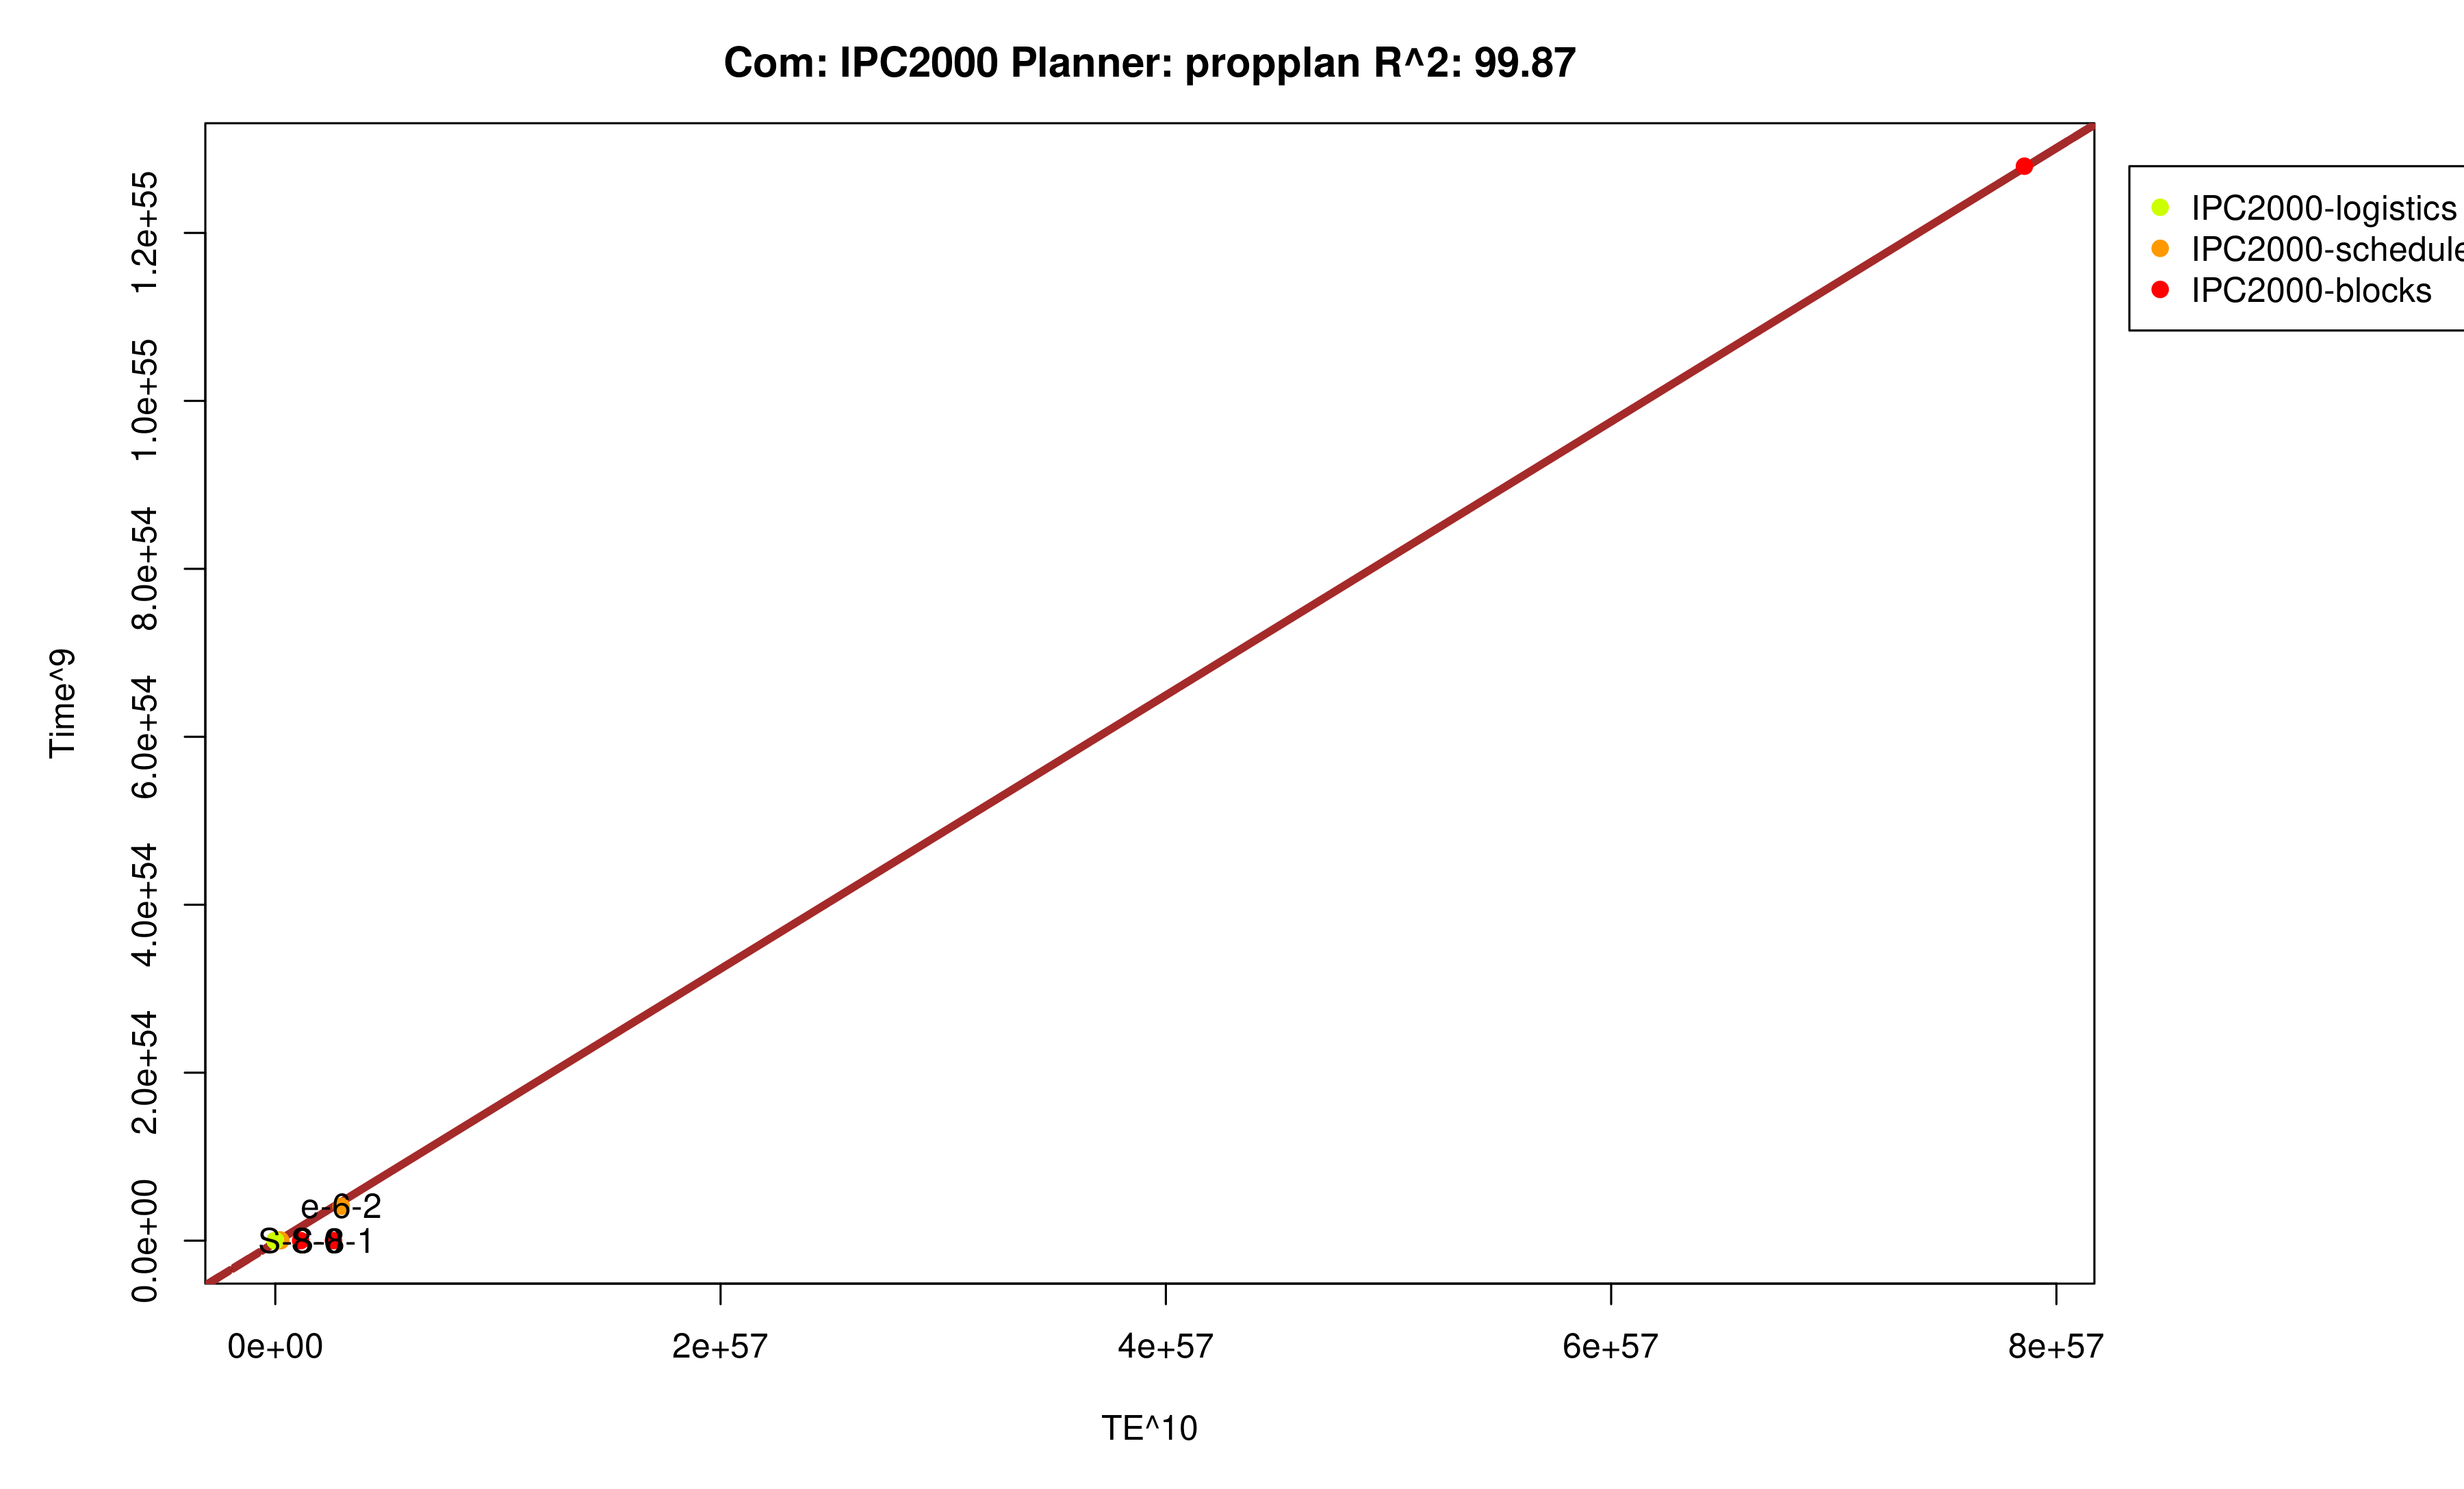 Com: IPC2000 Planner: propplan R^2: 99.87
IPC2000-logistics
IPC2000-schedule
IPC2000-blocks
Time^9
1.2e+55
1.0e+55
8.0e+54
6.0e+54
4.0e+54
2.0e+54
0.0e+00
e-6-2
0e+00
2e+57
4e+57
6e+57
8e+57
TE^10